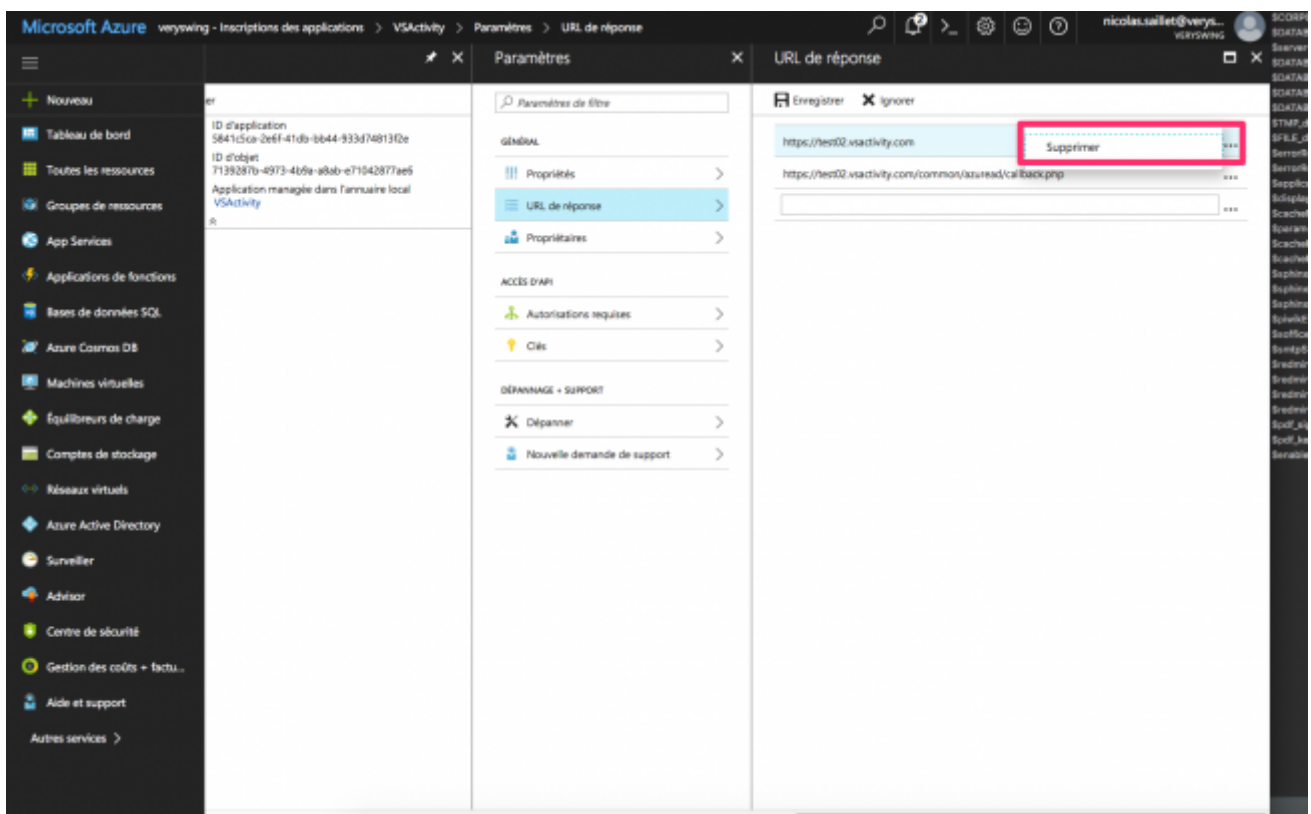 Microsoft Azure veryswing - Inscriptions des applications > VSActivity > Paramètres > URL de réponse
nicolas.saillet@verys...
VERYSWING
Nouveau
Tableau de bord
Toutes les ressources
Groupes de ressources
App Services
Applications de fonctions
Bases de données SQL
Azure Cosmos DB
Machines virtuelles
Équilibreurs de charge
Comptes de stockage
Réseaux virtuels
Azure Active Directory
Surveiller
Advisor
Centre de sécurité
Gestion des coûts + factu...
Aide et support
Autres services >
er
ID d'application
5841c5ca-2e6f-41db-bb44-933d74813f2e
ID d'objet
7139287b-4973-4b9a-a8ab-e71042877ae6
Application managée dans l'annuaire local
VSActivity
Paramètres
Paramètres de filtre
GÉNÉRAL
Propriétés
URL de réponse
Propriétaires
ACCÈS D'API
Autorisations requises
Clés
DÉPANNAGE + SUPPORT
Dépanner
Nouvelle demande de support
URL de réponse
Enregistrer Ignorer
https://test02.vsactivity.com
Supprimer
https://test02.vsactivity.com/common/azuread/callback.php